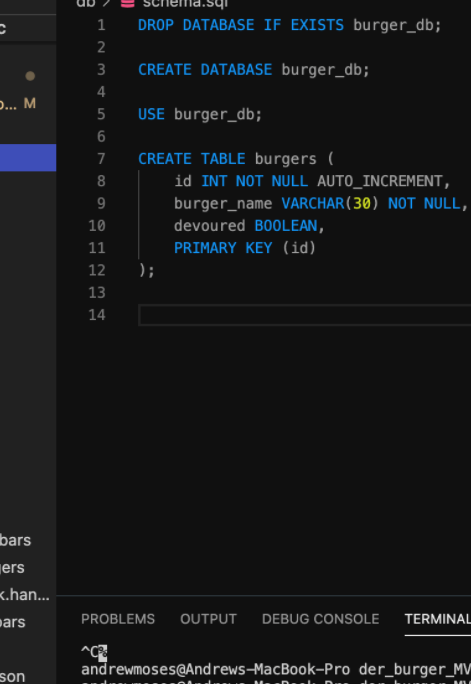 db > schema.sql
1 DROP DATABASE IF EXISTS burger_db;
2
3 CREATE DATABASE burger_db;
4
5 USE burger_db;
6
7 CREATE TABLE burgers (
8 id INT NOT NULL AUTO_INCREMENT,
9 burger_name VARCHAR(30) NOT NULL,
10 devoured BOOLEAN,
11 PRIMARY KEY (id)
12 );
13
14
M
bars
gers
k.han...
bars
son
PROBLEMS OUTPUT DEBUG CONSOLE TERMINAL
^C%
andrewmoses@Andrews-MacBook-Pro der_burger_MV